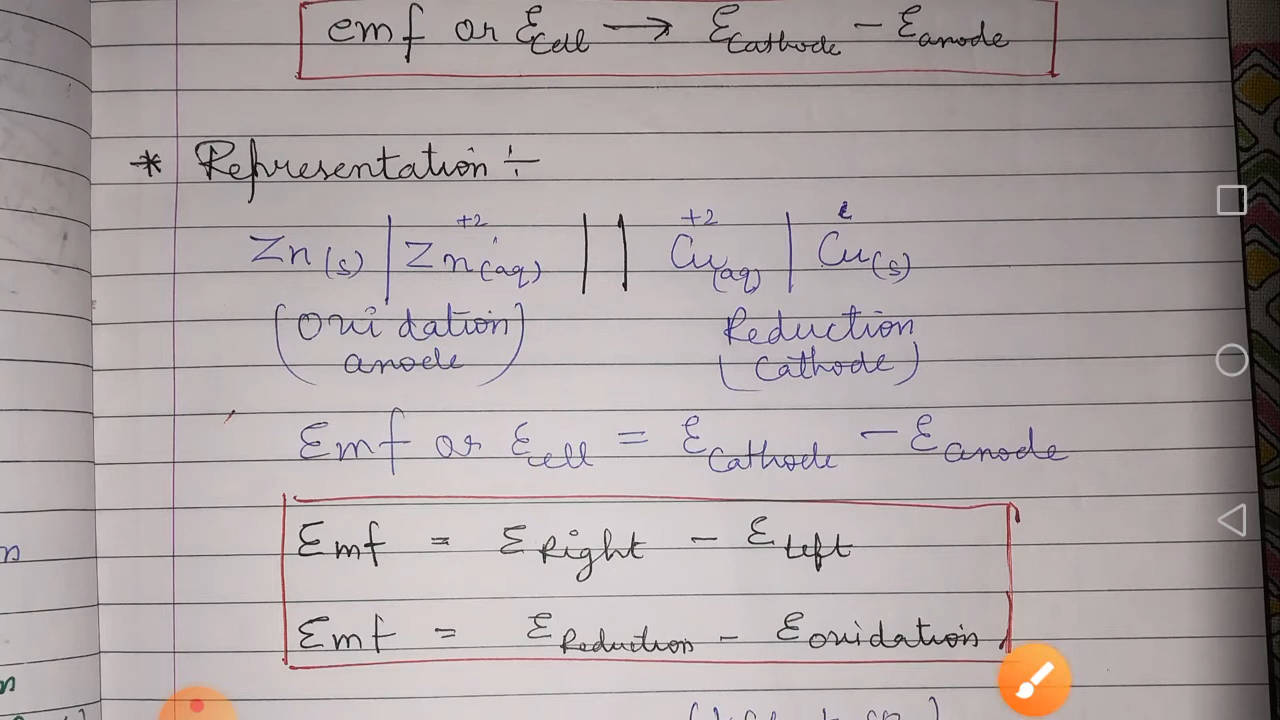 emf or Ecell → Ecathode - Eanode
* Representation :-
Zn(s) | Zn+2(aq) || Cu+2(aq) | Cu(s)
(Oxidation Reduction
anode) (Cathode)
Emf or Ecell = Ecathode - Eanode
Emf = ERight - ELeft
Emf = EReduction - Eoxidation